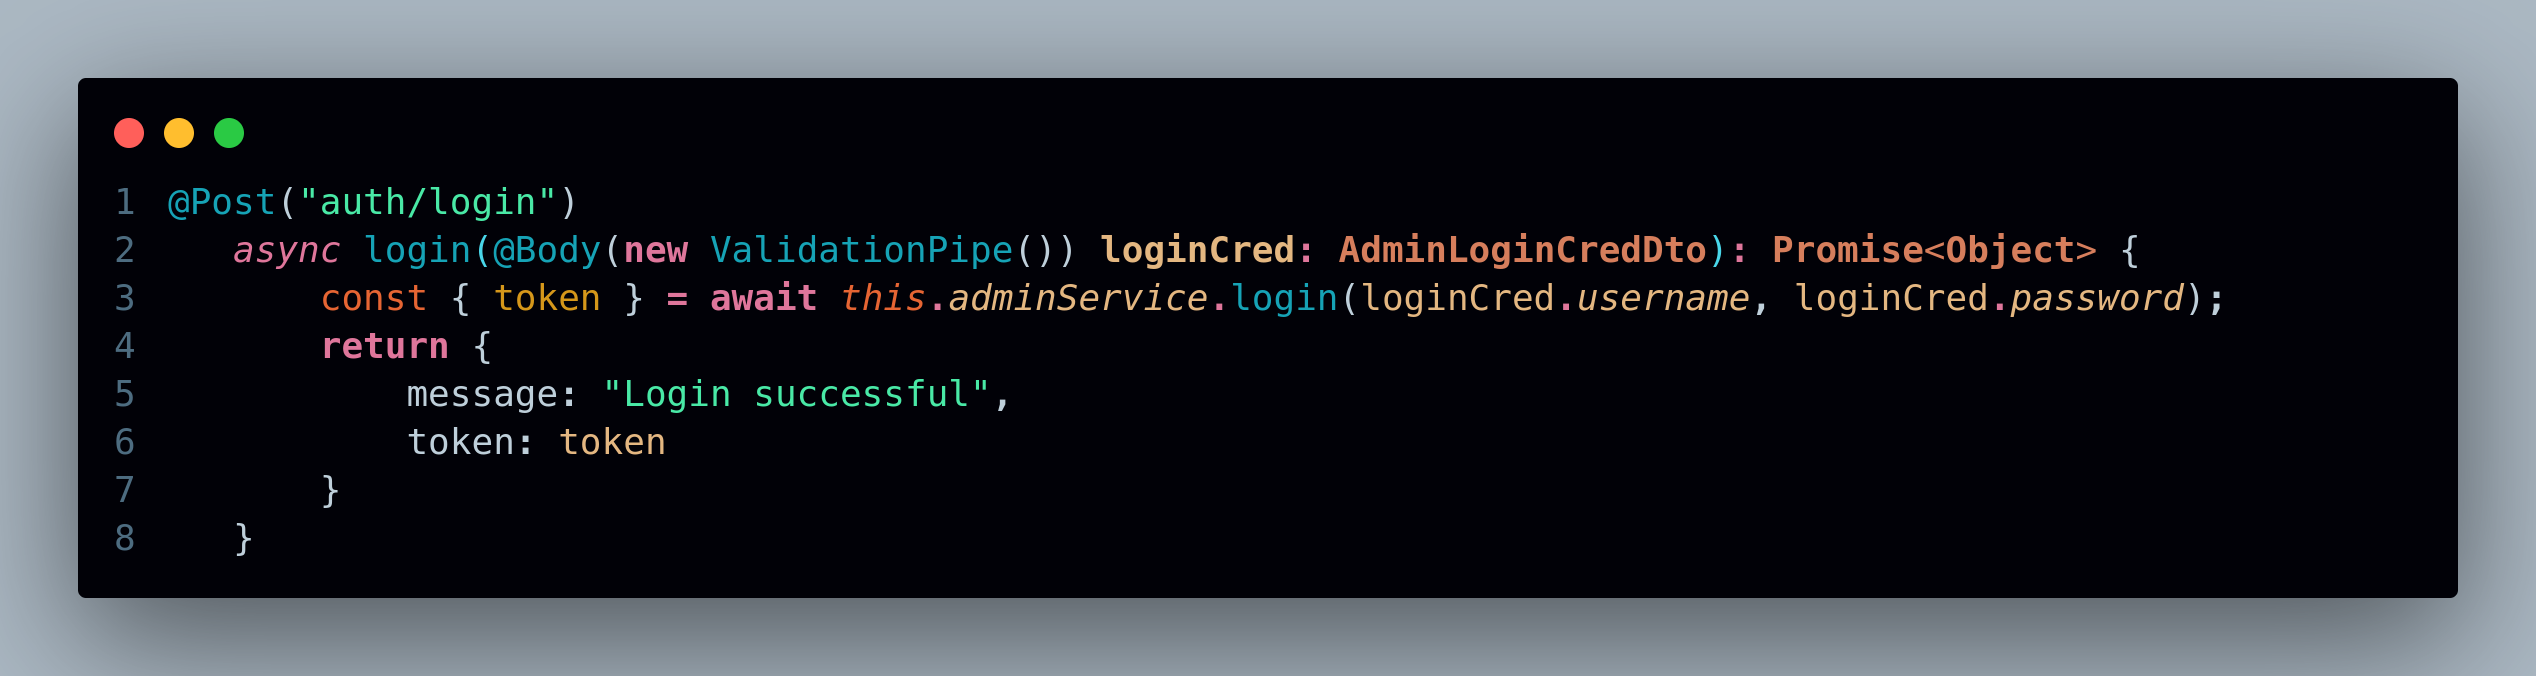 1 @Post("auth/login")
2    async login(@Body(new ValidationPipe()) loginCred: AdminLoginCredDto): Promise<Object> {
3        const { token } = await this.adminService.login(loginCred.username, loginCred.password);
4        return {
5            message: "Login successful",
6            token: token
7        }
8    }